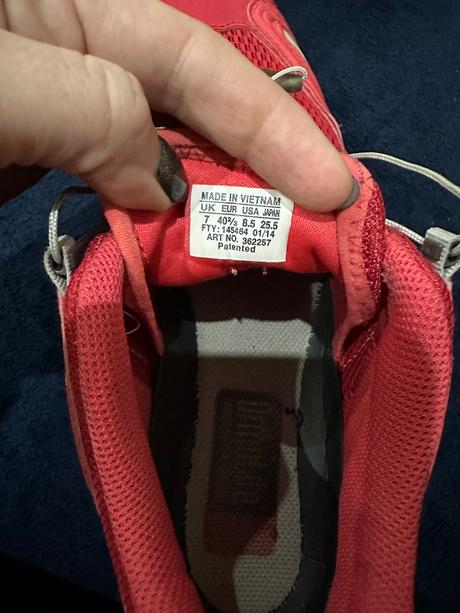 MADE IN VIETNAM
UK EUR USA JAPAN
7 40⅔ 8.5 25.5
FTY: 145464 01/14
ART NO. 362257
Patented